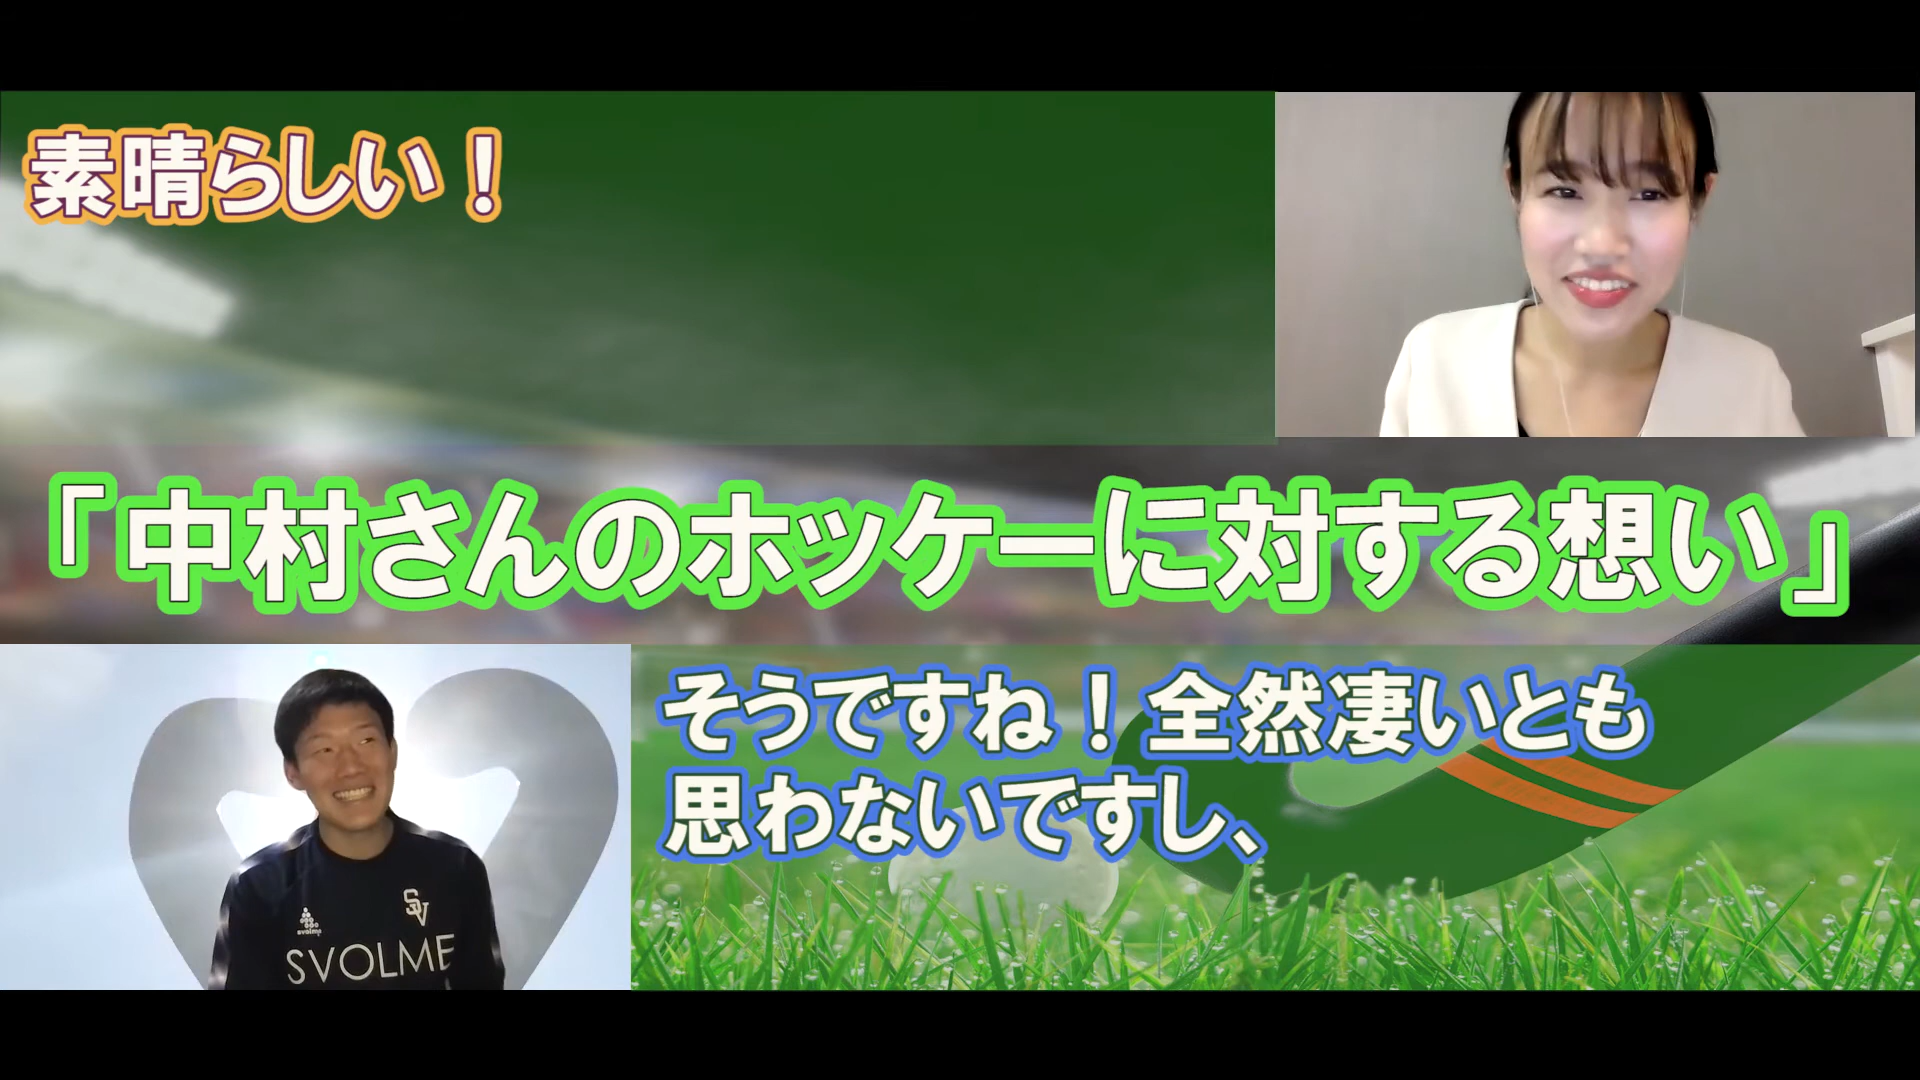 素晴らしい！
「中村さんのホッケーに対する想い」
そうですね！全然凄いとも
思わないですし、
SV
svolme
SVOLME